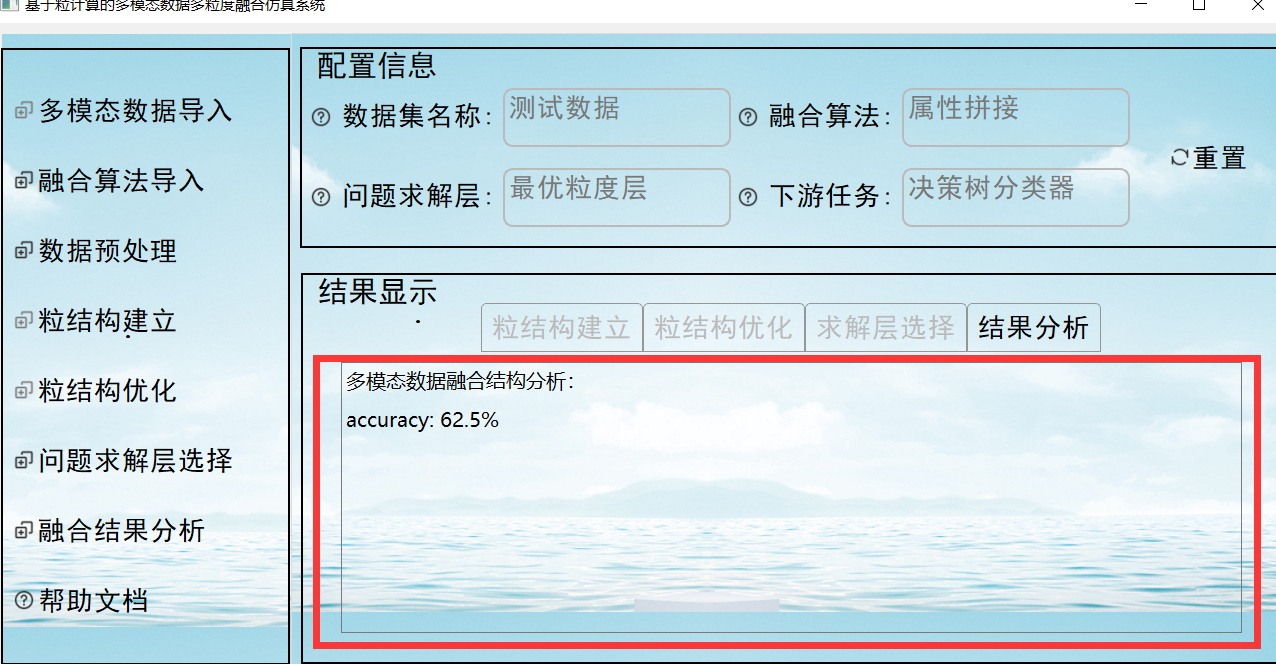 基于粒计算的多模态数据多粒度融合仿真系统
多模态数据导入
融合算法导入
数据预处理
粒结构建立
粒结构优化
问题求解层选择
融合结果分析
帮助文档
配置信息
数据集名称: 测试数据 融合算法: 属性拼接
重置
问题求解层: 最优粒度层 下游任务: 决策树分类器
结果显示
粒结构建立 粒结构优化 求解层选择 结果分析
多模态数据融合结构分析:
accuracy: 62.5%